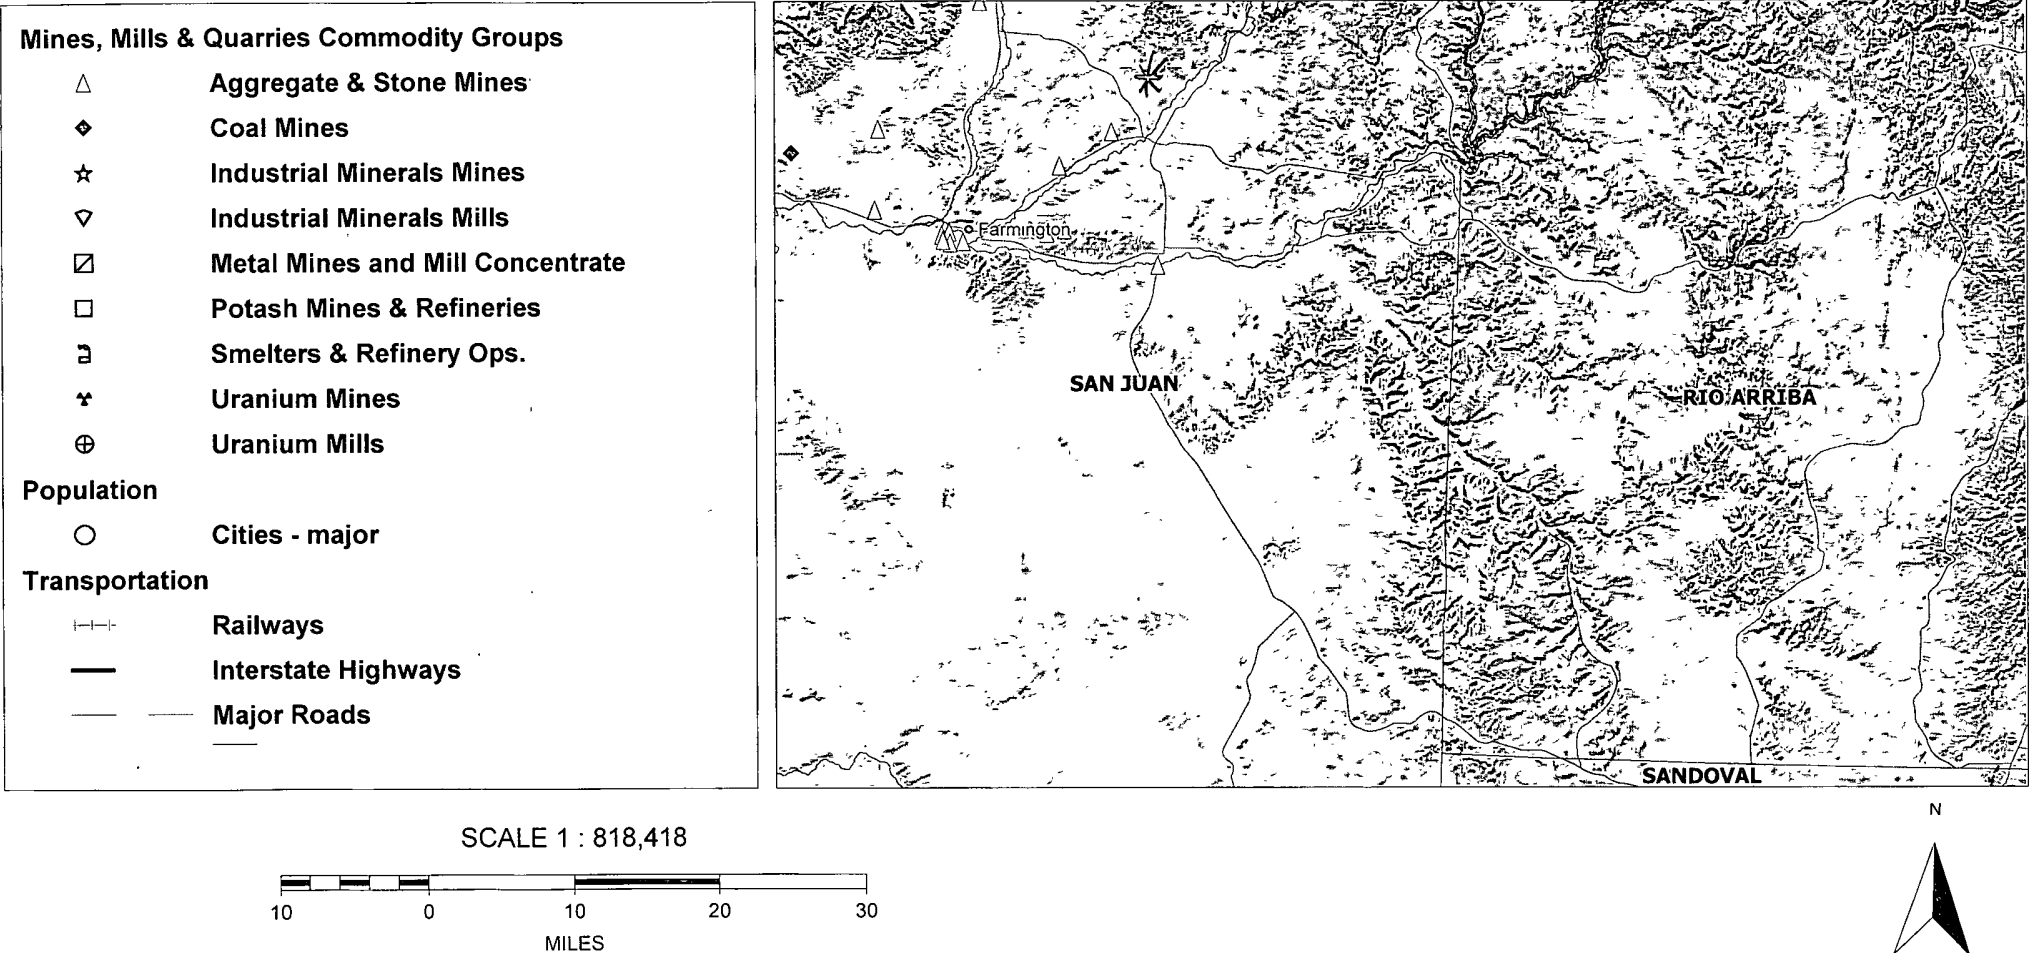 Mines, Mills & Quarries Commodity Groups
Aggregate & Stone Mines
Coal Mines
Industrial Minerals Mines
Industrial Minerals Mills
Metal Mines and Mill Concentrate
Potash Mines & Refineries
Smelters & Refinery Ops.
Uranium Mines
Uranium Mills
Population
Cities - major
Transportation
Railways
Interstate Highways
Major Roads
Farmington
SAN JUAN
RIO ARRIBA
SANDOVAL
SCALE 1 : 818,418
10 0 10 20 30
MILES
N